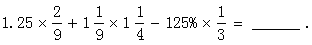 1.25 × 2/9 + 1 1/9 × 1 1/4 − 125% × 1/3 = ______ .